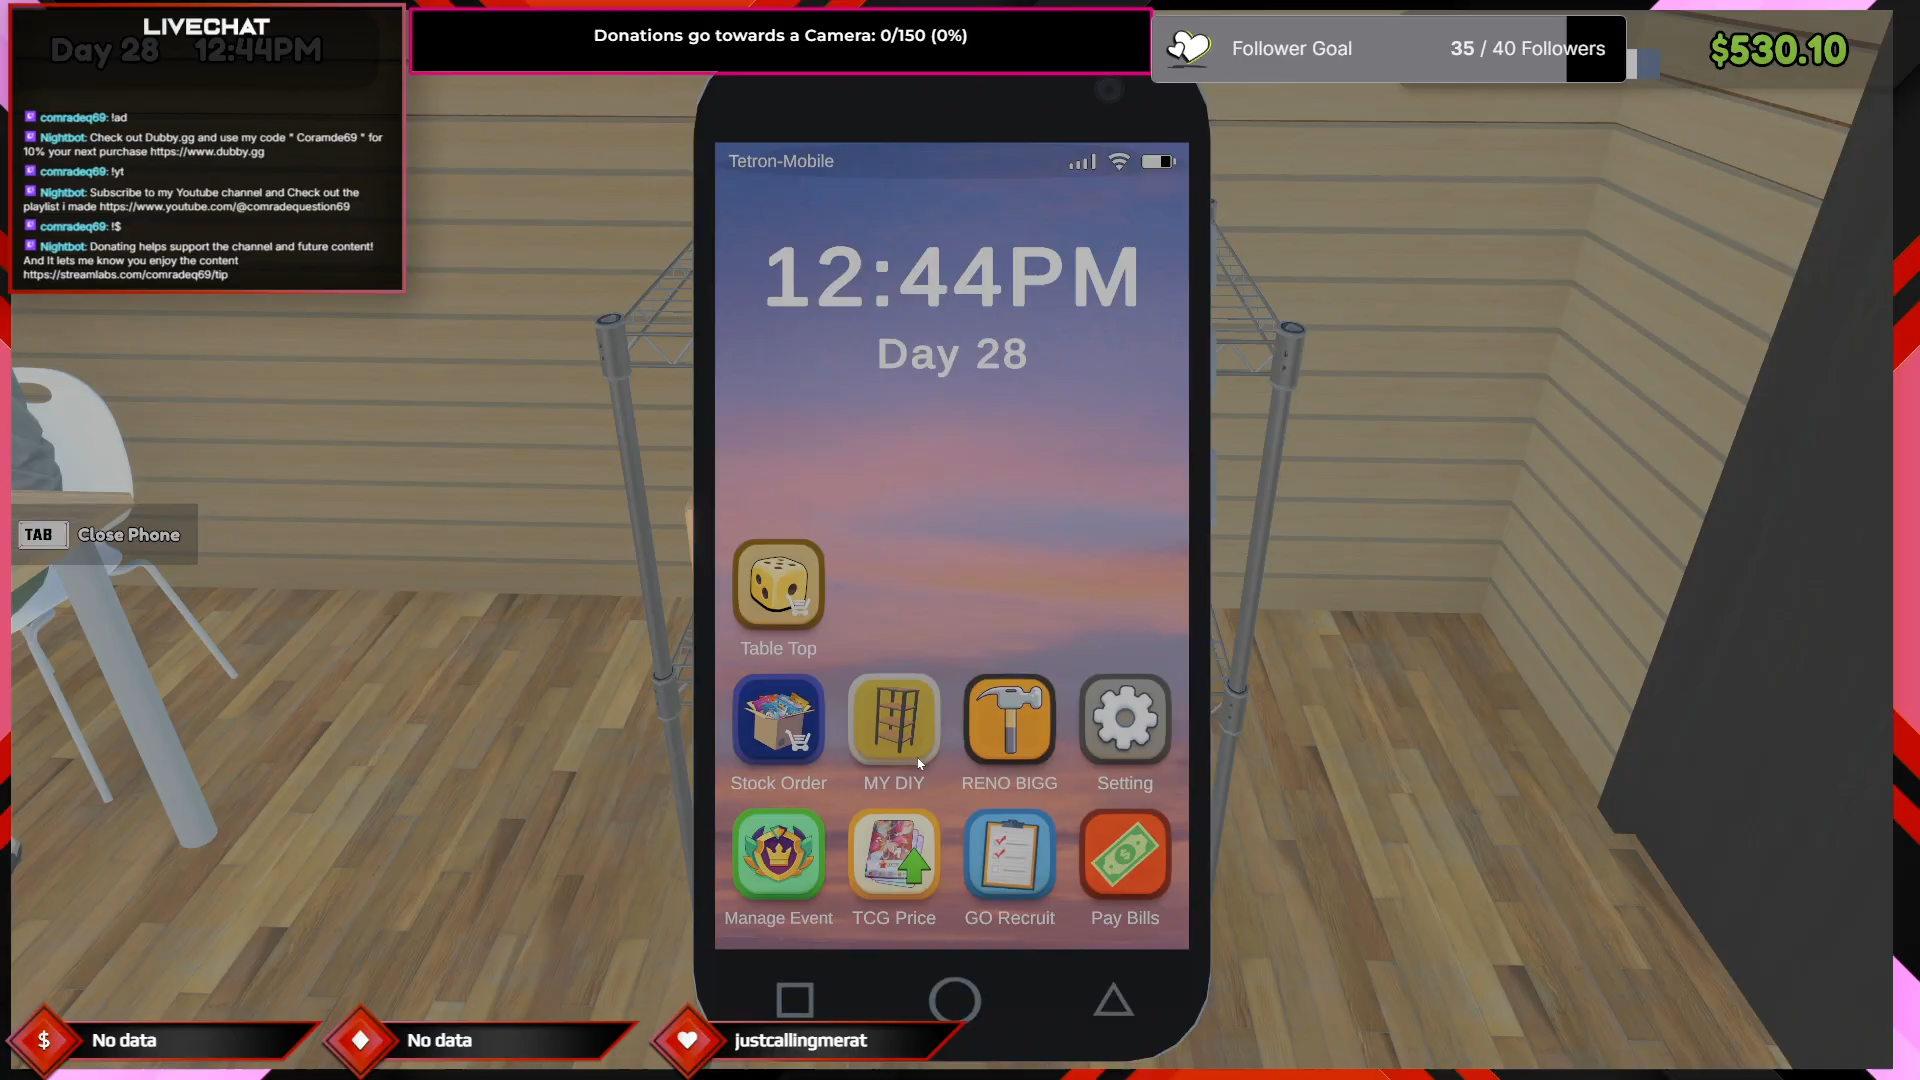 LIVECHAT
Day 28 12:44PM
comradeq69: !ad
Nightbot: Check out Dubby.gg and use my code " Coramde69 " for
10% your next purchase https://www.dubby.gg
comradeq69: !yt
Nightbot: Subscribe to my Youtube channel and Check out the
playlist i made https://www.youtube.com/@comradequestion69
comradeq69: !$
Nightbot: Donating helps support the channel and future content!
And It lets me know you enjoy the content
https://streamlabs.com/comradeq69/tip
Donations go towards a Camera: 0/150 (0%)
Follower Goal 35 / 40 Followers
$530.10
Tetron-Mobile
12:44PM
Day 28
TAB Close Phone
Table Top
Stock Order MY DIY RENO BIGG Setting
Manage Event TCG Price GO Recruit Pay Bills
$ No data
No data
justcallingmerat